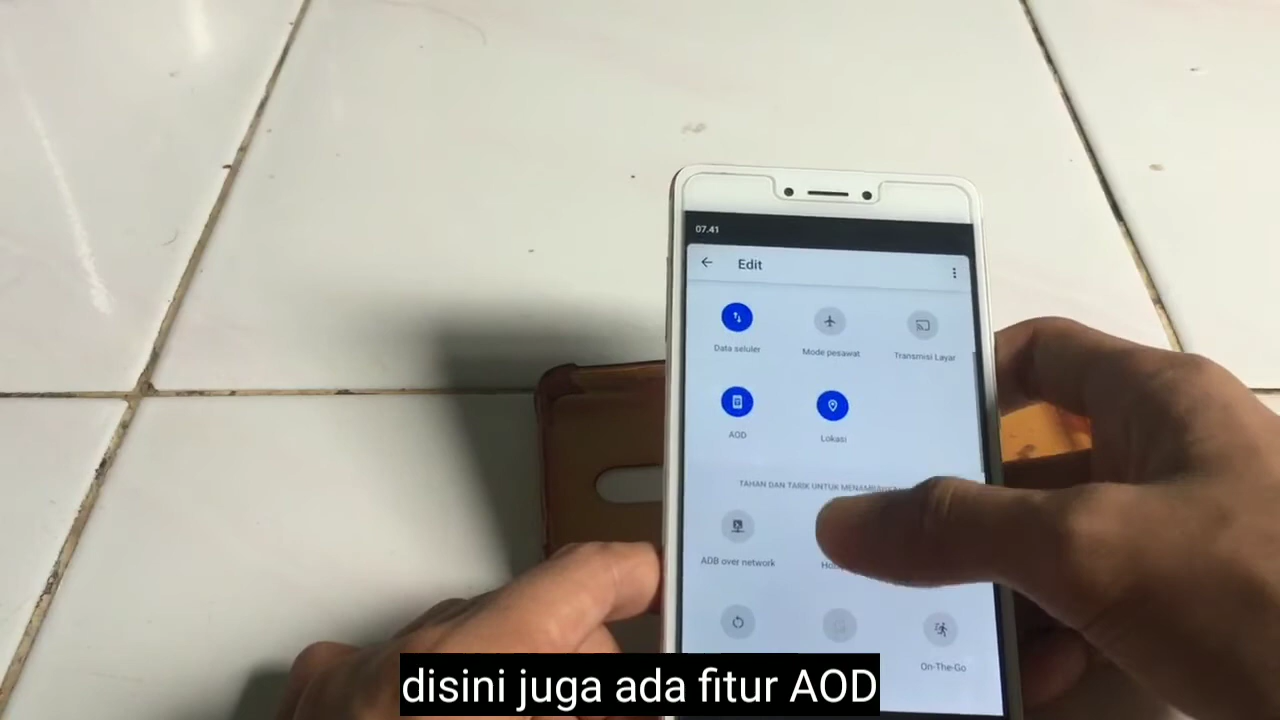 07.41
Edit
Data seluler
Mode pesawat
Transmisi Layar
AOD
Lokasi
TAHAN DAN TARIK UNTUK
ADB over network
On-The-Go
disini juga ada fitur AOD